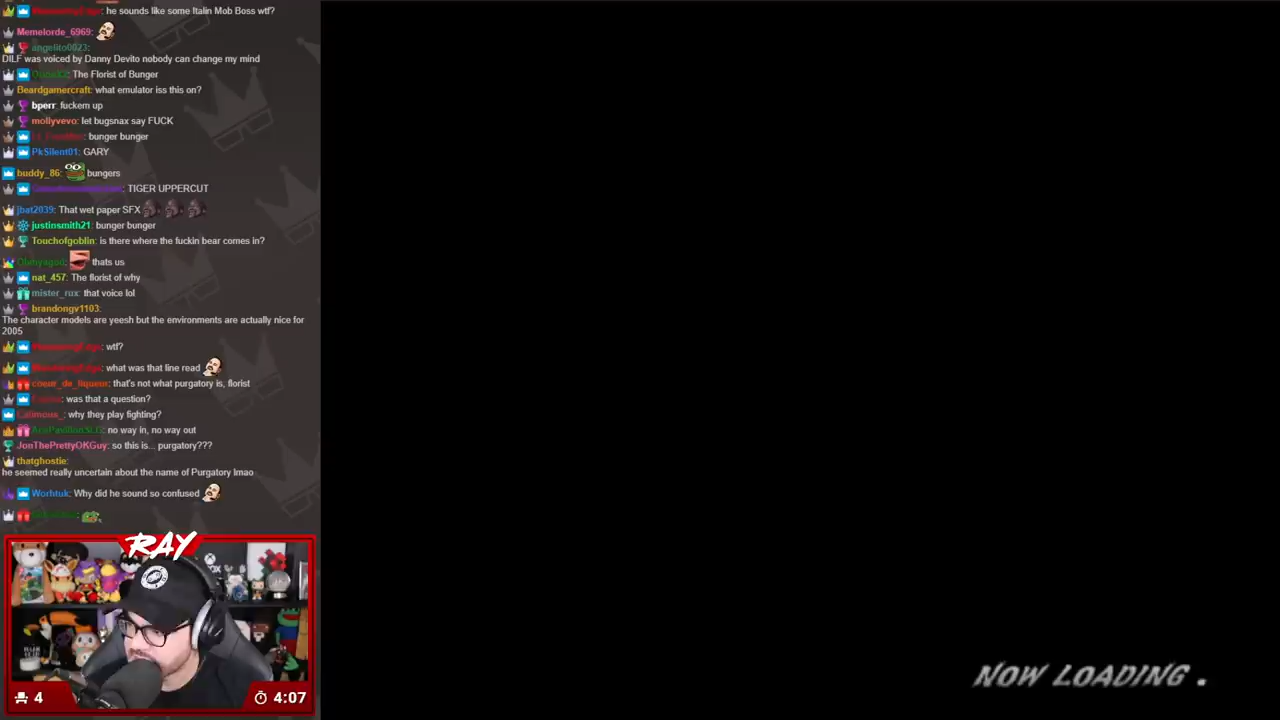 he sounds like some Italin Mob Boss wtf?
Memelorde_6969:
angelito0023:
DILF was voiced by Danny Devito nobody can change my mind
The Florist of Bunger
Beardgamercraft: what emulator iss this on?
bperr: fuckem up
mollyvevo: let bugsnax say FUCK
bunger bunger
PkSilent01: GARY
buddy_86: bungers
: TIGER UPPERCUT
jbat2039: That wet paper SFX
justinsmith21: bunger bunger
Touchofgoblin: is there where the fuckin bear comes in?
thats us
nat_457: The florist of why
mister_rux: that voice lol
brandongv1103:
The character models are yeesh but the environments are actually nice for
2005
wtf?
what was that line read
coeur_de_liqueur: that's not what purgatory is, florist
was that a question?
Calimous_: why they play fighting?
no way in, no way out
JonThePrettyOKGuy: so this is... purgatory???
thatghostie:
he seemed really uncertain about the name of Purgatory lmao
Worhtuk: Why did he sound so confused
RAY
XBOX
4
4:07
NOW LOADING .